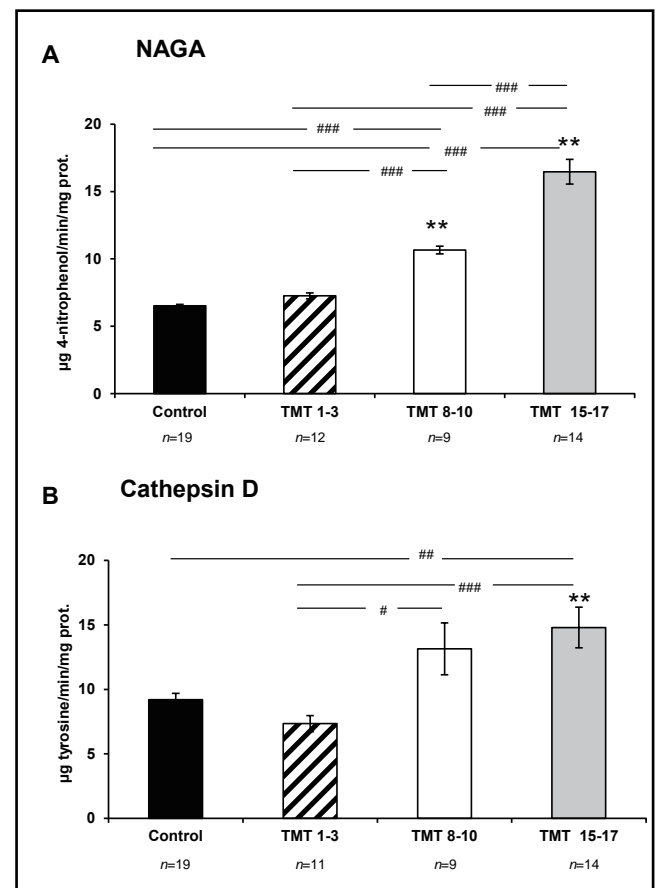 A NAGA
###
###
###
###
###
20
15
10
5
0
**
**
µg 4-nitrophenol/min/mg prot.
Control TMT 1-3 TMT 8-10 TMT 15-17
n=19 n=12 n=9 n=14
B Cathepsin D
##
###
#
20
15
10
5
0
**
µg tyrosine/min/mg prot.
Control TMT 1-3 TMT 8-10 TMT 15-17
n=19 n=11 n=9 n=14